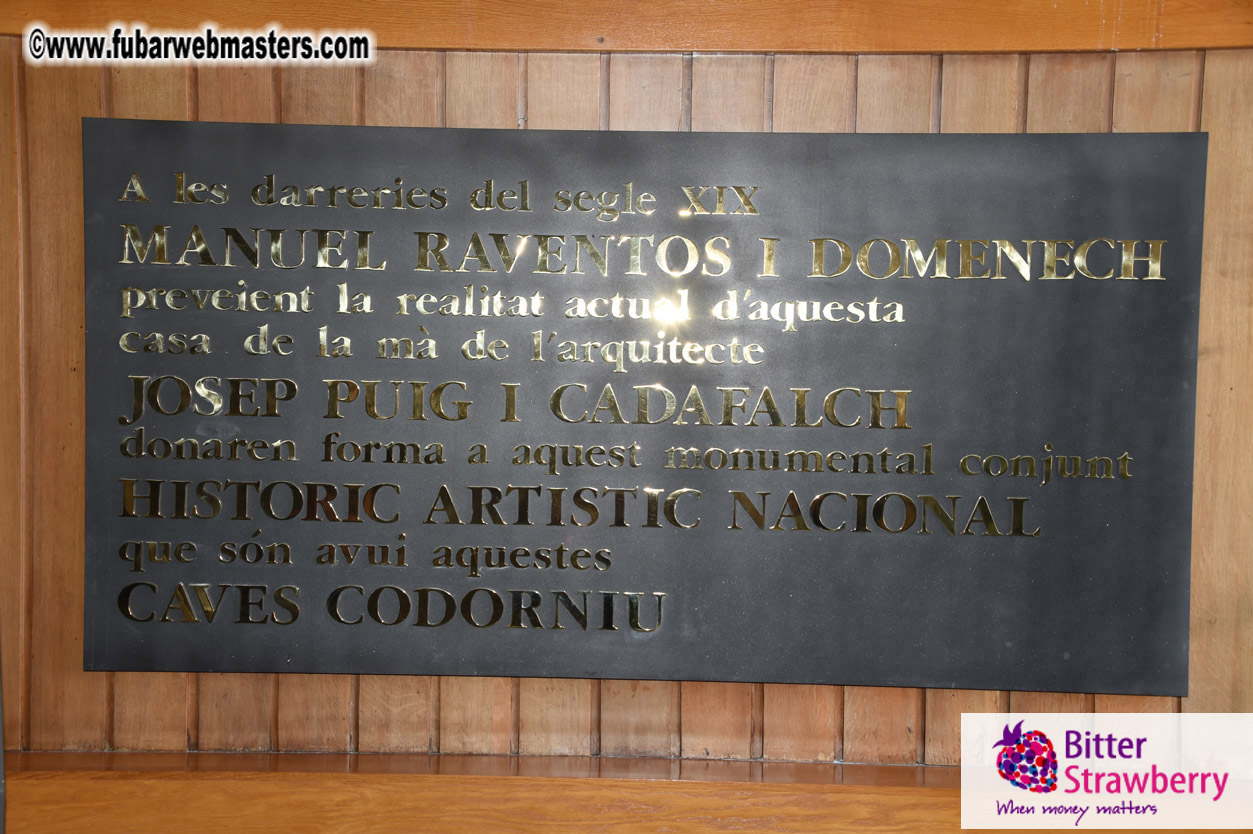 ©www.fubarwebmasters.com
A les darreries del segle XIX
MANUEL RAVENTOS I DOMENECH
preveient la realitat actual d'aquesta
casa de la mà de l'arquitecte
JOSEP PUIG I CADAFALCH
donaren forma a aquest monumental conjunt
HISTORIC ARTISTIC NACIONAL
que són avui aquestes
CAVES CODORNIU
Bitter
Strawberry
When money matters